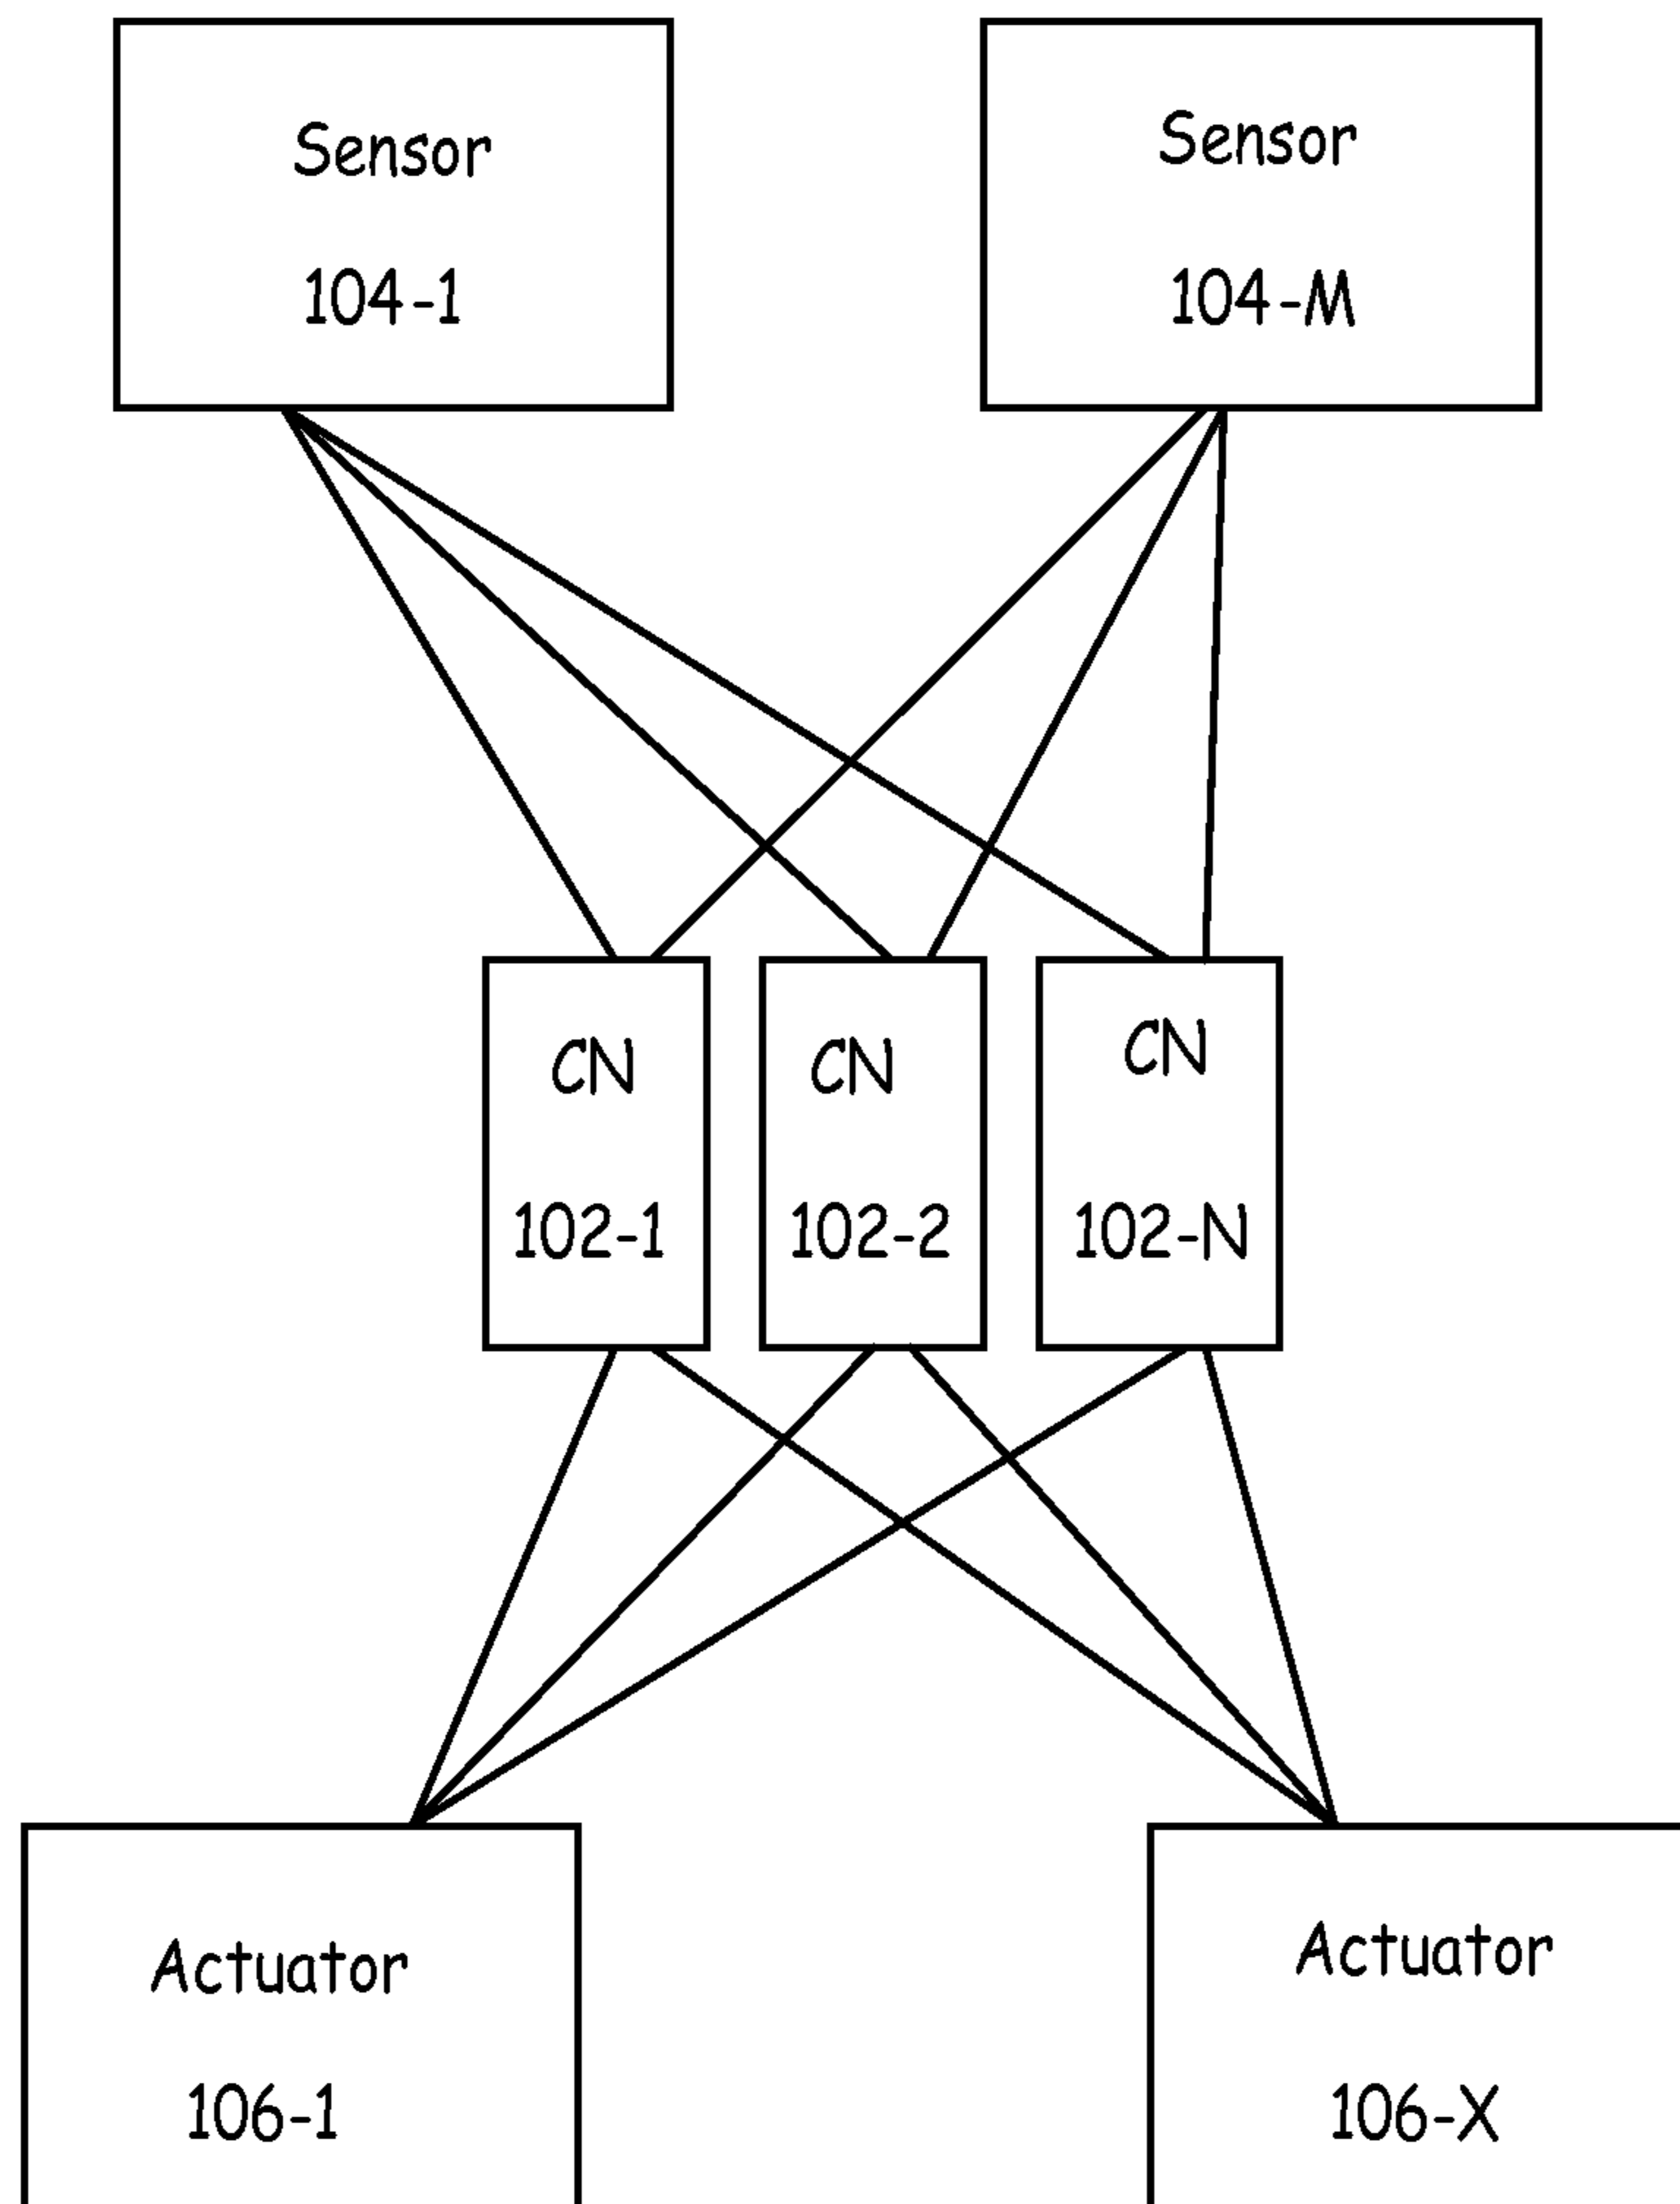 Sensor
104-1
Sensor
104-M
CN
102-1
CN
102-2
CN
102-N
Actuator
106-1
Actuator
106-X